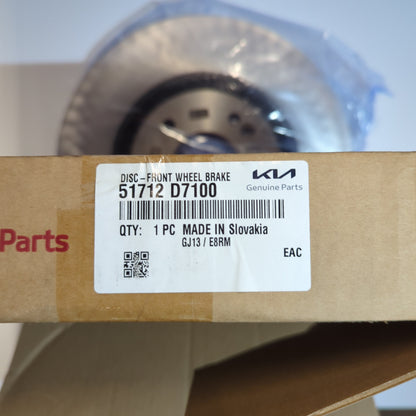 DISC-FRONT WHEEL BRAKE
KIA
51712 D7100
Genuine Parts
QTY: 1 PC MADE IN Slovakia
GJ13 / E8RM
EAC
Parts